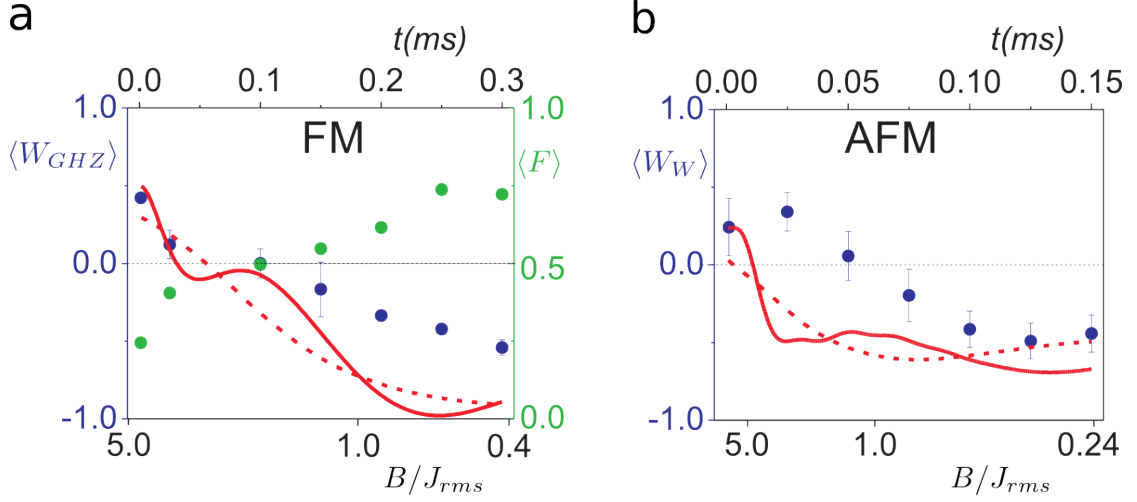 a
t(ms)
0.0 0.1 0.2 0.3
1.0 FM 1.0
⟨W_GHZ⟩ ⟨F⟩
0.0 0.5
-1.0 0.0
5.0 1.0 0.4
B/J_rms
b
t(ms)
0.00 0.05 0.10 0.15
1.0 AFM
⟨W_W⟩
0.0
-1.0
5.0 1.0 0.24
B/J_rms